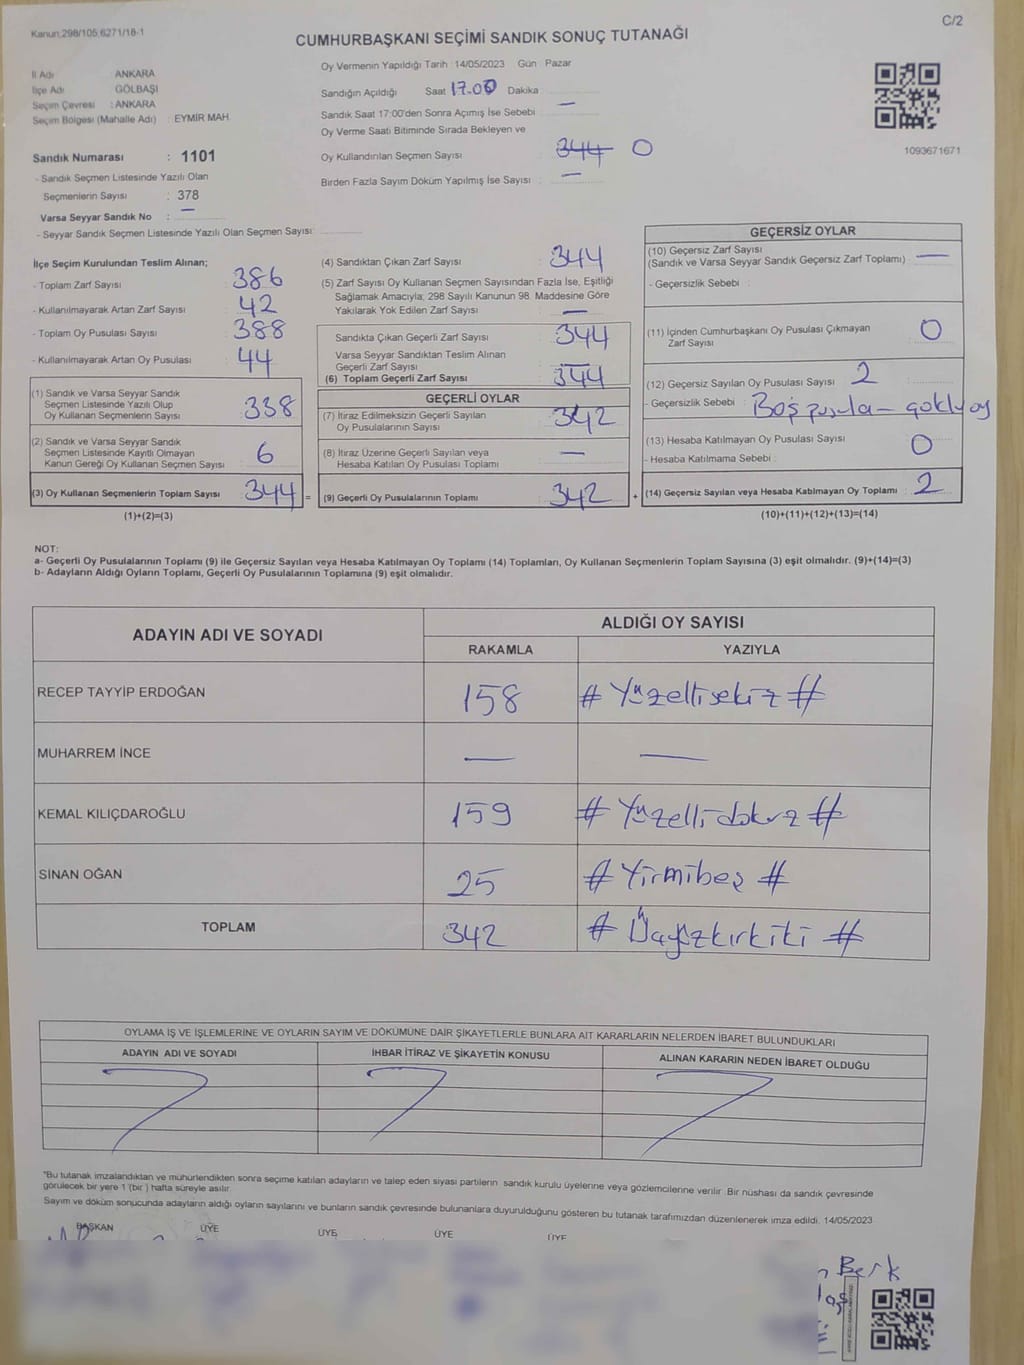 Kanun:298/105,6271/18-1
C/2
CUMHURBAŞKANI SEÇİMİ SANDIK SONUÇ TUTANAĞI
İl Adı ANKARA
İlçe Adı GÖLBAŞI
Seçim Çevresi : ANKARA
Seçim Bölgesi (Mahalle Adı) : EYMİR MAH.
Sandık Numarası : 1101
- Sandık Seçmen Listesinde Yazılı Olan
Seçmenlerin Sayısı : 378
Varsa Seyyar Sandık No : —
- Seyyar Sandık Seçmen Listesinde Yazılı Olan Seçmen Sayısı:
Oy Vermenin Yapıldığı Tarih : 14/05/2023 Gün : Pazar
Sandığın Açıldığı Saat 17.00 Dakika :
Sandık Saat 17:00'den Sonra Açımış İse Sebebi : —
Oy Verme Saati Bitiminde Sırada Bekleyen ve
Oy Kullandırılan Seçmen Sayısı : 344 0
Birden Fazla Sayım Döküm Yapılmış İse Sayısı : —
1093671671
İlçe Seçim Kurulundan Teslim Alınan;
- Toplam Zarf Sayısı : 386
- Kullanılmayarak Artan Zarf Sayısı : 42
- Toplam Oy Pusulası Sayısı : 388
- Kullanılmayarak Artan Oy Pusulası : 44
(1) Sandık ve Varsa Seyyar Sandık
Seçmen Listesinde Yazılı Olup
Oy Kullanan Seçmenlerin Sayısı : 338
(2) Sandık ve Varsa Seyyar Sandık
Seçmen Listesinde Kayıtlı Olmayan
Kanun Gereği Oy Kullanan Seçmen Sayısı : 6
(3) Oy Kullanan Seçmenlerin Toplam Sayısı : 344 =
(1)+(2)=(3)
(4) Sandıktan Çıkan Zarf Sayısı : 344
(5) Zarf Sayısı Oy Kullanan Seçmen Sayısından Fazla İse, Eşitliği
Sağlamak Amacıyla; 298 Sayılı Kanunun 98. Maddesine Göre
Yakılarak Yok Edilen Zarf Sayısı : —
Sandıkta Çıkan Geçerli Zarf Sayısı : 344
Varsa Seyyar Sandıktan Teslim Alınan
Geçerli Zarf Sayısı : —
(6) Toplam Geçerli Zarf Sayısı : 344
GEÇERLİ OYLAR
(7) İtiraz Edilmeksizin Geçerli Sayılan
Oy Pusulalarının Sayısı : 342
(8) İtiraz Üzerine Geçerli Sayılan veya
Hesaba Katılan Oy Pusulası Toplamı : —
(9) Geçerli Oy Pusulalarının Toplamı : 342 +
GEÇERSİZ OYLAR
(10) Geçersiz Zarf Sayısı
(Sandık ve Varsa Seyyar Sandık Geçersiz Zarf Toplamı) : —
- Geçersizlik Sebebi :
(11) İçinden Cumhurbaşkanı Oy Pusulası Çıkmayan
Zarf Sayısı : 0
(12) Geçersiz Sayılan Oy Pusulası Sayısı : 2
- Geçersizlik Sebebi : Boş pusula – çoklu oy
(13) Hesaba Katılmayan Oy Pusulası Sayısı : 0
- Hesaba Katılmama Sebebi :
(14) Geçersiz Sayılan veya Hesaba Katılmayan Oy Toplamı : 2
(10)+(11)+(12)+(13)=(14)
NOT:
a- Geçerli Oy Pusulalarının Toplamı (9) ile Geçersiz Sayılan veya Hesaba Katılmayan Oy Toplamı (14) Toplamları, Oy Kullanan Seçmenlerin Toplam Sayısına (3) eşit olmalıdır. (9)+(14)=(3)
b- Adayların Aldığı Oyların Toplamı, Geçerli Oy Pusulalarının Toplamına (9) eşit olmalıdır.
ADAYIN ADI VE SOYADI ALDIĞI OY SAYISI
RAKAMLA YAZIYLA
RECEP TAYYİP ERDOĞAN 158 # Yüzellisekiz #
MUHARREM İNCE — —
KEMAL KILIÇDAROĞLU 159 # Yüzellidokuz #
SİNAN OĞAN 25 # Yirmibeş #
TOPLAM 342 # Üçyüzkırkiki #
OYLAMA İŞ VE İŞLEMLERİNE VE OYLARIN SAYIM VE DÖKÜMÜNE DAİR ŞİKAYETLERLE BUNLARA AİT KARARLARIN NELERDEN İBARET BULUNDUKLARI
ADAYIN ADI VE SOYADI İHBAR İTİRAZ VE ŞİKAYETİN KONUSU ALINAN KARARIN NEDEN İBARET OLDUĞU
"Bu tutanak imzalandıktan ve mühürlendikten sonra seçime katılan adayların ve talep eden siyasi partilerin sandık kurulu üyelerine veya gözlemcilerine verilir. Bir nüshası da sandık çevresinde
görülecek bir yere 1 (bir ) hafta süreyle asılır.
Sayım ve döküm sonucunda adayların aldığı oyların sayılarını ve bunların sandık çevresinde bulunanlara duyurulduğunu gösteren bu tutanak tarafımızdan düzenlenerek imza edildi. 14/05/2023
BAŞKAN ÜYE ÜYE ÜYE ÜYE
Berk